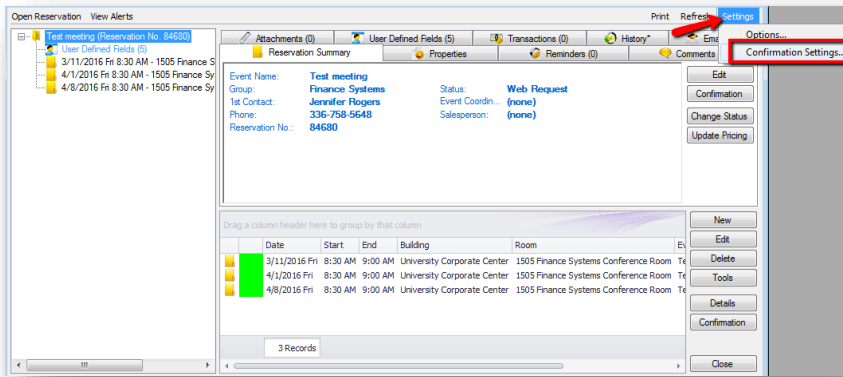 Open Reservation View Alerts Print Refresh Settings
Options...
Confirmation Settings...
Test meeting (Reservation No. 84680)
User Defined Fields (5)
3/11/2016 Fri 8:30 AM - 1505 Finance S
4/1/2016 Fri 8:30 AM - 1505 Finance Sy
4/8/2016 Fri 8:30 AM - 1505 Finance Sy
Attachments (0) User Defined Fields (5) Transactions (0) History* Ema
Reservation Summary Properties Reminders (0) Comments
Event Name: Test meeting
Group: Finance Systems Status: Web Request
1st Contact: Jennifer Rogers Event Coordin... (none)
Phone: 336-758-5648 Salesperson: (none)
Reservation No.: 84680
Edit
Confirmation
Change Status
Update Pricing
Drag a column header here to group by that column
Date Start End Building Room Ev
3/11/2016 Fri 8:30 AM 9:00 AM University Corporate Center 1505 Finance Systems Conference Room Te
4/1/2016 Fri 8:30 AM 9:00 AM University Corporate Center 1505 Finance Systems Conference Room Te
4/8/2016 Fri 8:30 AM 9:00 AM University Corporate Center 1505 Finance Systems Conference Room Te
3 Records
New
Edit
Delete
Tools
Details
Confirmation
Close